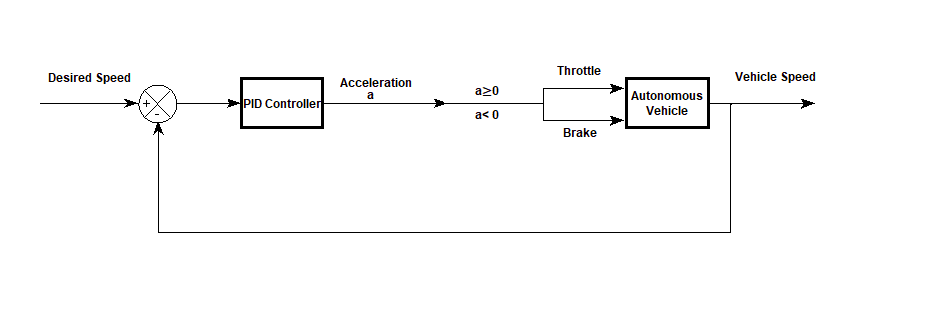 Desired Speed
+
-
PID Controller
Acceleration
a
a≥0
a< 0
Throttle
Brake
Autonomous
Vehicle
Vehicle Speed